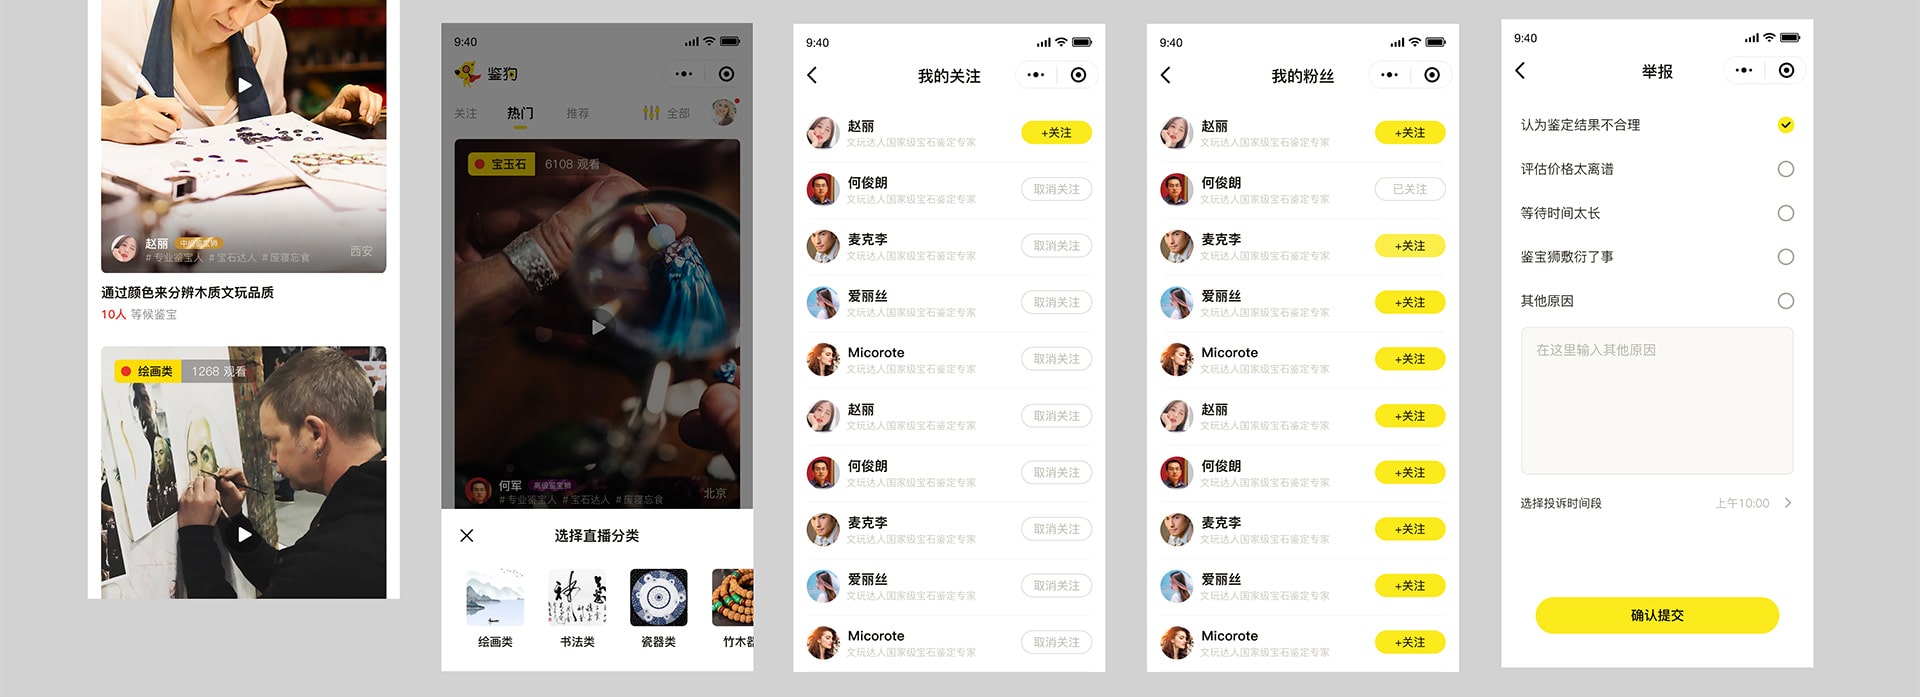 赵丽 中级鉴宝狮
西安
#专业鉴宝人 #宝石达人 #废寝忘食
通过颜色来分辨木质文玩品质
10人 等候鉴宝
绘画类 1268 观看
9:40
鉴狗
关注 热门 推荐 全部
宝玉石 6108 观看
何军 高级鉴宝狮
北京
#专业鉴宝人 #宝石达人 #废寝忘食
选择直播分类
绘画类 书法类 瓷器类 竹木器
9:40
我的关注
赵丽
文玩达人国家级宝石鉴定专家
+关注
何俊朗
文玩达人国家级宝石鉴定专家
取消关注
麦克李
文玩达人国家级宝石鉴定专家
取消关注
爱丽丝
文玩达人国家级宝石鉴定专家
取消关注
Micorote
文玩达人国家级宝石鉴定专家
取消关注
赵丽
文玩达人国家级宝石鉴定专家
取消关注
何俊朗
文玩达人国家级宝石鉴定专家
取消关注
麦克李
文玩达人国家级宝石鉴定专家
取消关注
爱丽丝
文玩达人国家级宝石鉴定专家
取消关注
Micorote
文玩达人国家级宝石鉴定专家
取消关注
9:40
我的粉丝
赵丽
文玩达人国家级宝石鉴定专家
+关注
何俊朗
文玩达人国家级宝石鉴定专家
已关注
麦克李
文玩达人国家级宝石鉴定专家
+关注
爱丽丝
文玩达人国家级宝石鉴定专家
+关注
Micorote
文玩达人国家级宝石鉴定专家
+关注
赵丽
文玩达人国家级宝石鉴定专家
+关注
何俊朗
文玩达人国家级宝石鉴定专家
+关注
麦克李
文玩达人国家级宝石鉴定专家
+关注
爱丽丝
文玩达人国家级宝石鉴定专家
+关注
Micorote
文玩达人国家级宝石鉴定专家
+关注
9:40
举报
认为鉴定结果不合理
评估价格太离谱
等待时间太长
鉴宝狮敷衍了事
其他原因
在这里输入其他原因
选择投诉时间段 上午10:00
确认提交